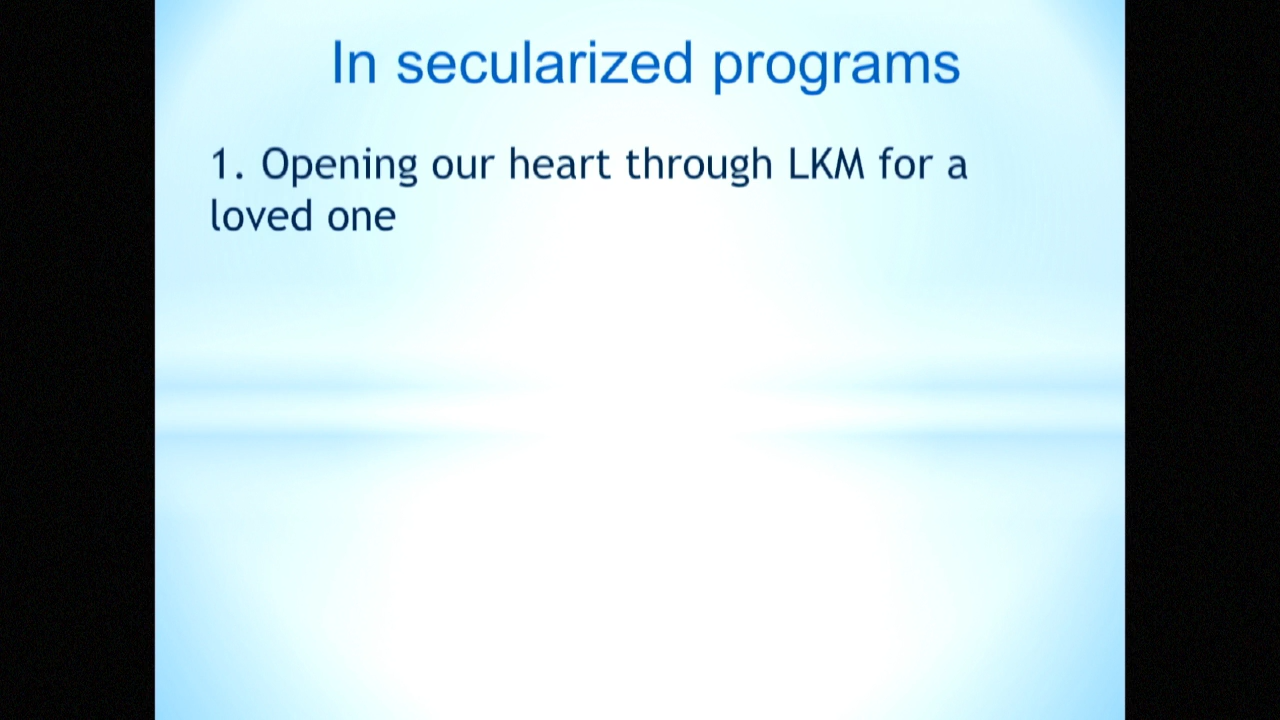 In secularized programs
1. Opening our heart through LKM for a
loved one